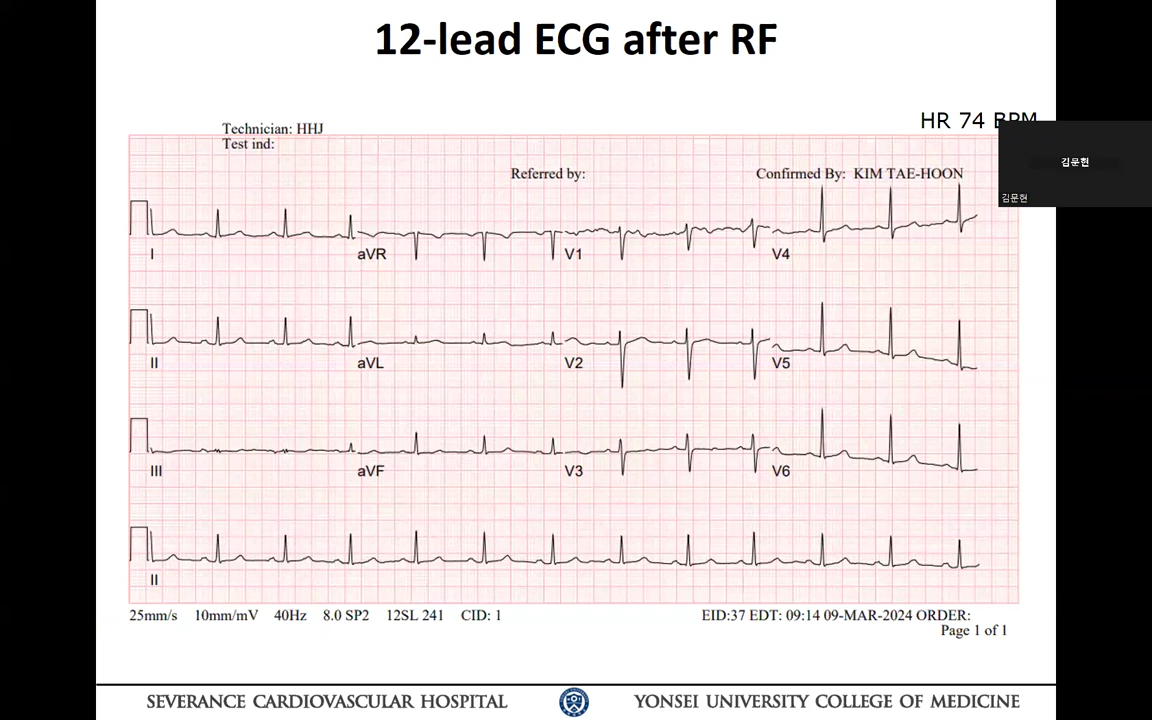 12-lead ECG after RF
HR 74 BPM
Technician: HHJ
Test ind:
Referred by:
Confirmed By: KIM TAE-HOON
김문현
김문현
I
aVR
V1
V4
II
aVL
V2
V5
III
aVF
V3
V6
II
25mm/s 10mm/mV 40Hz 8.0 SP2 12SL 241 CID: 1
EID:37 EDT: 09:14 09-MAR-2024 ORDER:
Page 1 of 1
SEVERANCE CARDIOVASCULAR HOSPITAL
YONSEI UNIVERSITY COLLEGE OF MEDICINE